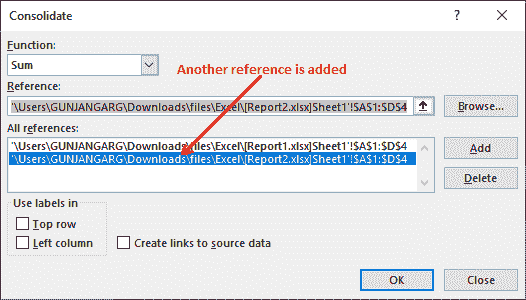 Consolidate
? ×
Function:
Sum
Another reference is added
Reference:
'\Users\GUNJANGARG\Downloads\files\Excel\[Report2.xlsx]Sheet1'!$A$1:$D$4
Browse...
All references:
'\Users\GUNJANGARG\Downloads\files\Excel\[Report1.xlsx]Sheet1'!$A$1:$D$4
Add
'\Users\GUNJANGARG\Downloads\files\Excel\[Report2.xlsx]Sheet1'!$A$1:$D$4
Delete
Use labels in
Top row
Left column
Create links to source data
OK
Close